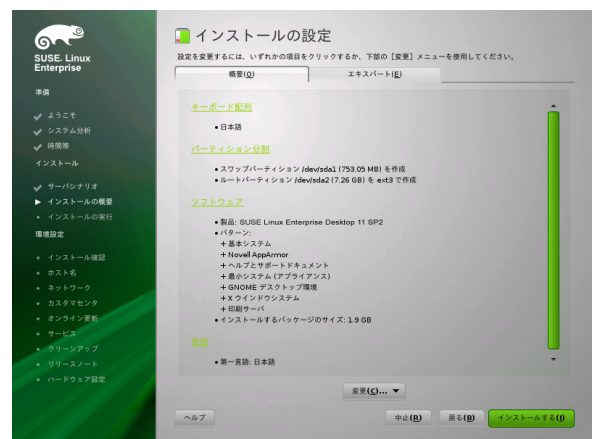 SUSE. Linux
Enterprise
準備
ようこそ
システム分析
時間帯
インストール
サーバシナリオ
インストールの概要
インストールの実行
環境設定
インストール確認
ホスト名
ネットワーク
カスタマセンタ
オンライン更新
サービス
クリーンアップ
リリースノート
ハードウェア設定
インストールの設定
設定を変更するには、いずれかの項目をクリックするか、下部の［変更］メニューを使用してください。
概要(O) エキスパート(E)
キーボード配列
•日本語
パーティション分割
•スワップパーティション /dev/sda1 (753.05 MB) を作成
•ルートパーティション /dev/sda2 (7.26 GB) を ext3 で作成
ソフトウェア
•製品: SUSE Linux Enterprise Desktop 11 SP2
•パターン:
+基本システム
+Novell AppArmor
+ヘルプとサポートドキュメント
+最小システム (アプライアンス)
+GNOME デスクトップ環境
+X ウインドウシステム
+印刷サーバ
•インストールするパッケージのサイズ: 1.9 GB
言語
•第一言語: 日本語
変更(C)...
ヘルプ 中止(R) 戻る(B) インストールする(I)